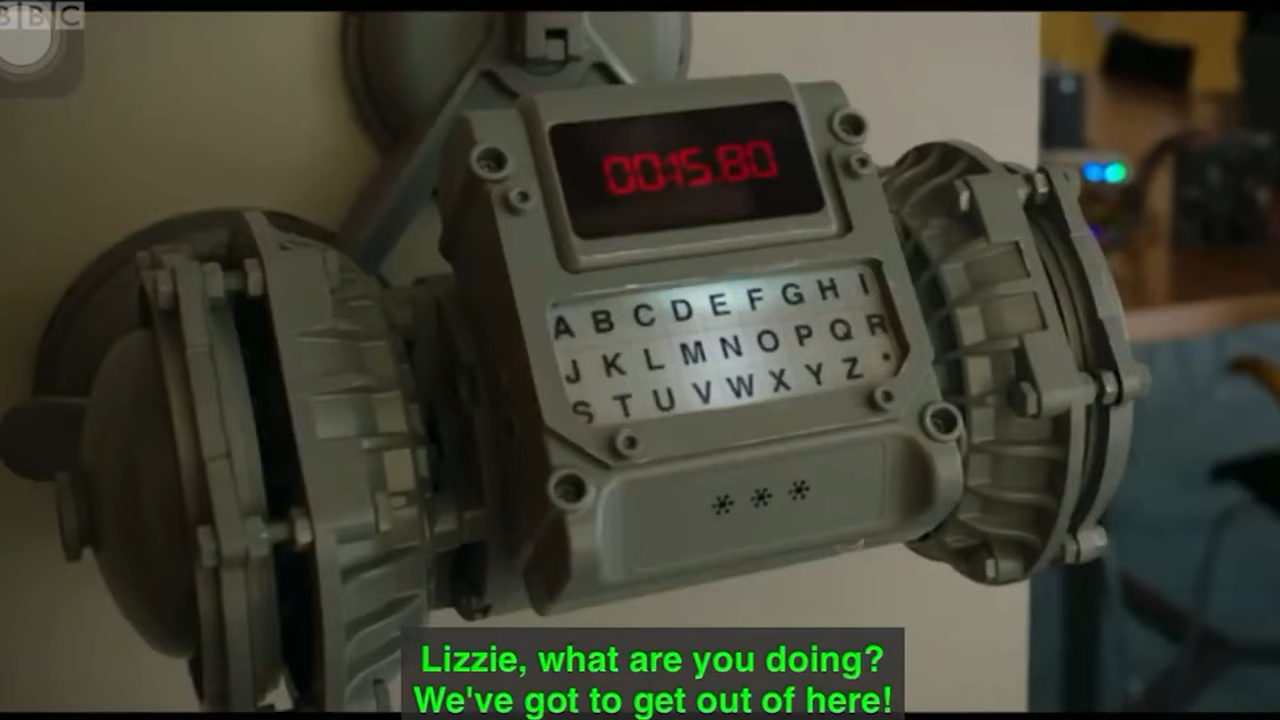 BBC
00:15.80
A B C D E F G H I
J K L M N O P Q R
S T U V W X Y Z
* * *
Lizzie, what are you doing?
We've got to get out of here!